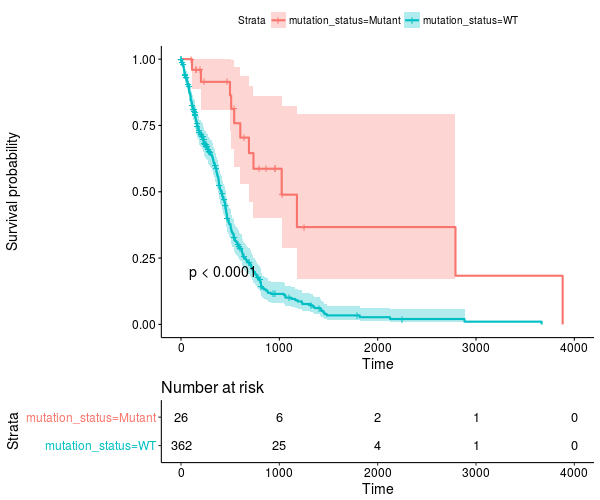 Strata mutation_status=Mutant mutation_status=WT
Survival probability
1.00
0.75
0.50
0.25
0.00
p < 0.0001
0 1000 2000 3000 4000
Time
Number at risk
Strata
mutation_status=Mutant 26 6 2 1 0
mutation_status=WT 362 25 4 1 0
0 1000 2000 3000 4000
Time